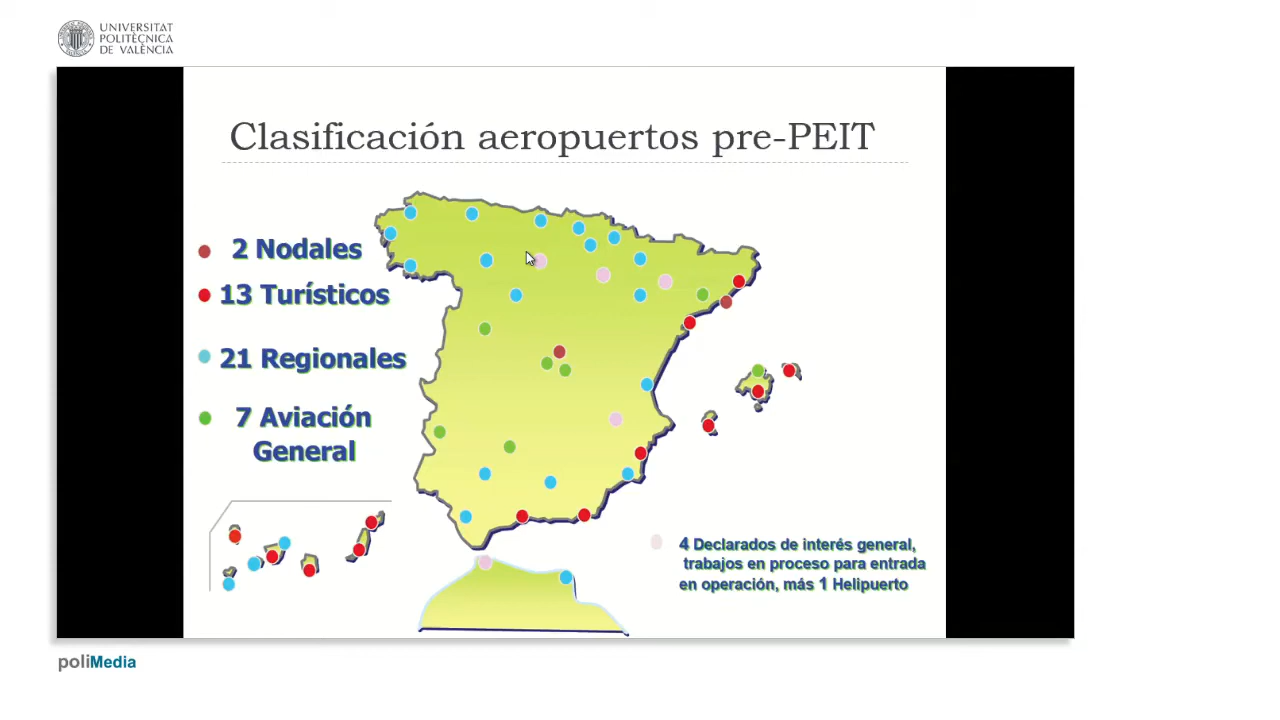 UNIVERSITAT
POLITÈCNICA
DE VALÈNCIA
Clasificación aeropuertos pre-PEIT
2 Nodales
13 Turísticos
21 Regionales
7 Aviación
General
4 Declarados de interés general,
trabajos en proceso para entrada
en operación, más 1 Helipuerto
poliMedia